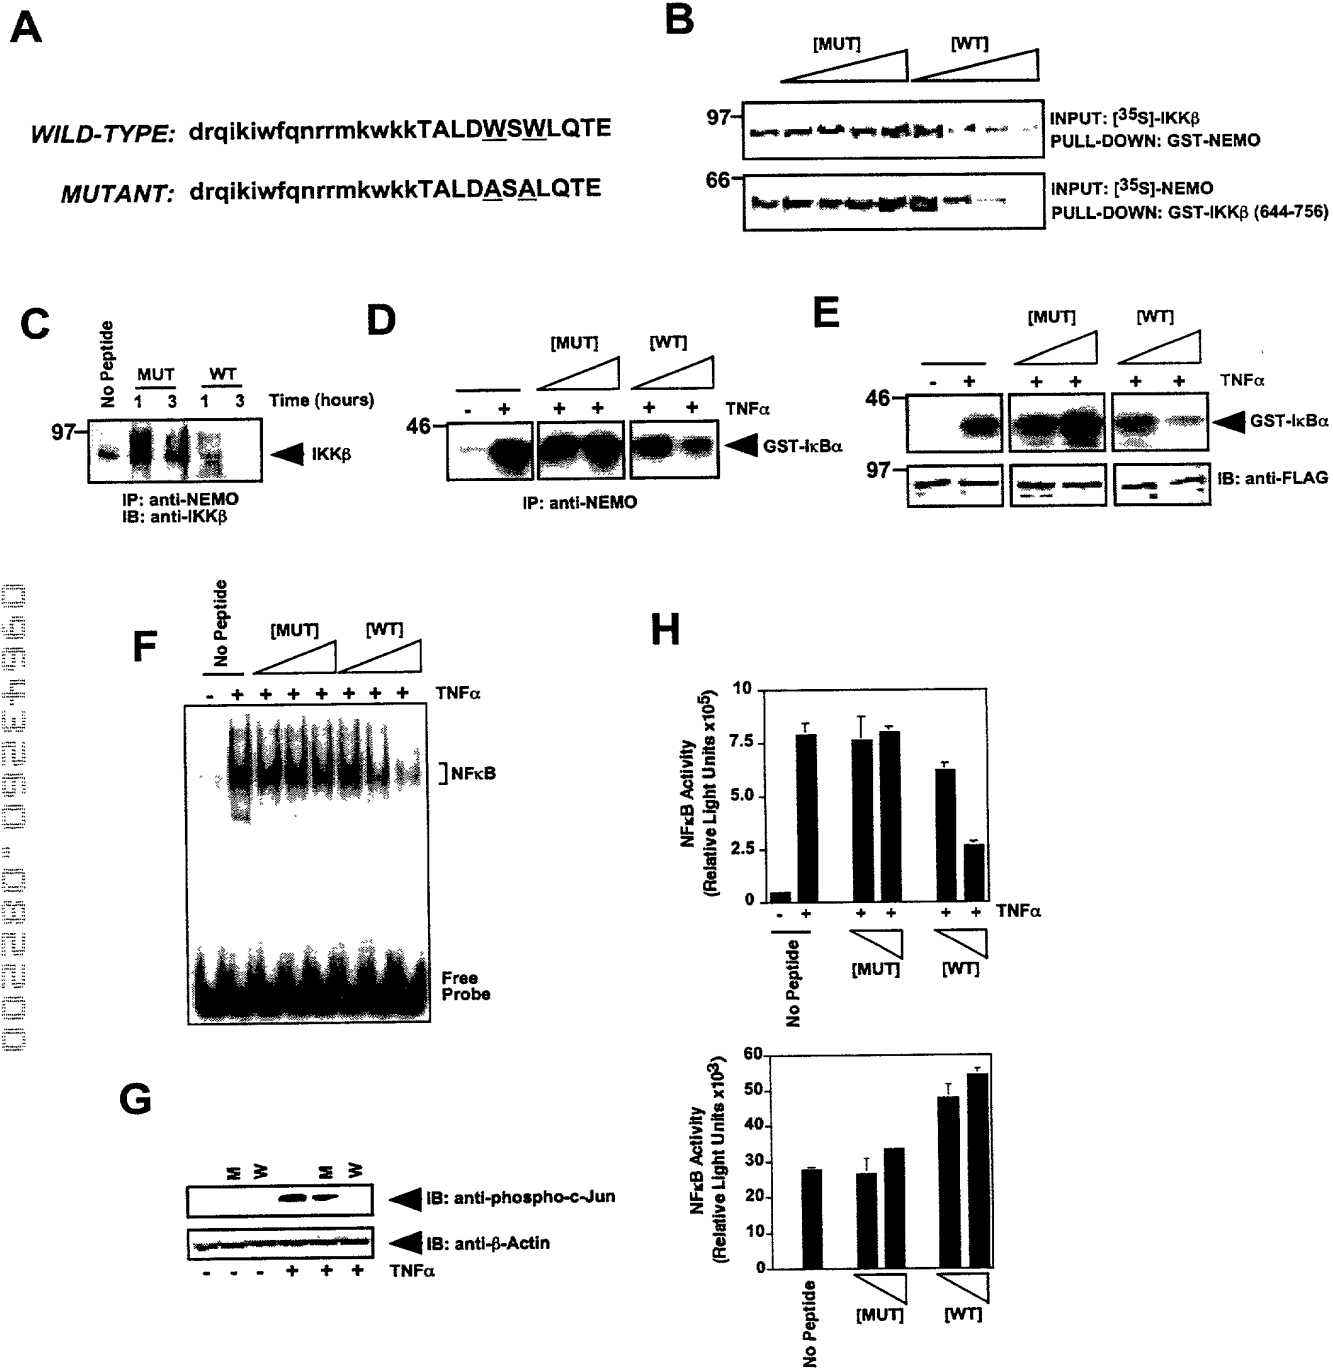 A
WILD-TYPE: drqikiwfqnrrmkwkkTALDWSWLQTE
MUTANT: drqikiwfqnrrmkwkkTALDASALQTE
B
[MUT] [WT]
97
INPUT: [35S]-IKKβ
PULL-DOWN: GST-NEMO
66
INPUT: [35S]-NEMO
PULL-DOWN: GST-IKKβ (644-756)
C
No Peptide
MUT WT
1 3 1 3 Time (hours)
97
IKKβ
IP: anti-NEMO
IB: anti-IKKβ
D
[MUT] [WT]
- + + + + + TNFα
46
GST-IκBα
IP: anti-NEMO
E
[MUT] [WT]
- + + + + + TNFα
46
GST-IκBα
97
IB: anti-FLAG
F
No Peptide
[MUT] [WT]
- + + + + + + + TNFα
NFκB
Free
Probe
G
M W M W
IB: anti-phospho-c-Jun
IB: anti-β-Actin
- - - + + + TNFα
H
NFκB Activity
(Relative Light Units x105)
10
7.5
5.0
2.5
0
- + + + + + TNFα
No Peptide
[MUT] [WT]
NFκB Activity
(Relative Light Units x103)
60
50
40
30
20
10
0
No Peptide
[MUT] [WT]